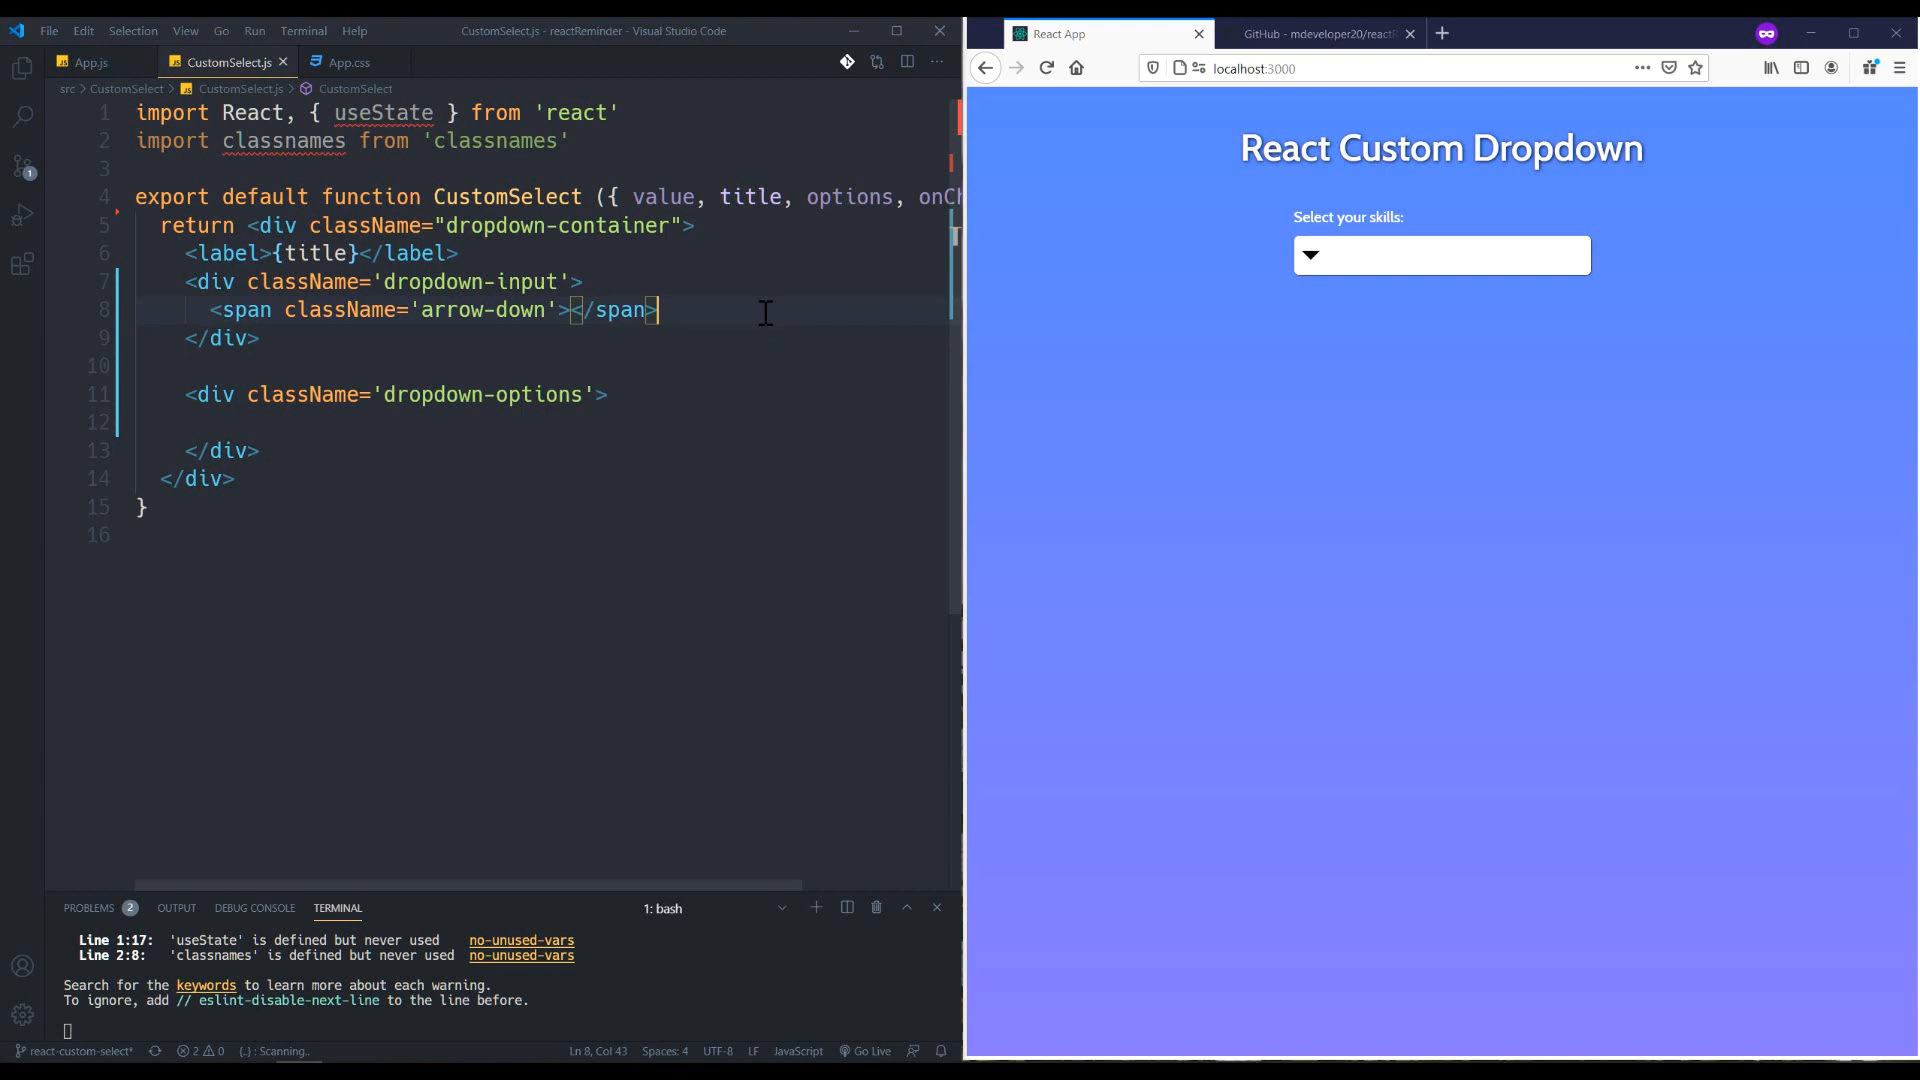 File Edit Selection View Go Run Terminal Help
CustomSelect.js - reactReminder - Visual Studio Code
JS App.js
JS CustomSelect.js
App.css
src > CustomSelect > JS CustomSelect.js > CustomSelect
1 import React, { useState } from 'react'
2 import classnames from 'classnames'
3
4 export default function CustomSelect ({ value, title, options, onCh
5 return <div className="dropdown-container">
6 <label>{title}</label>
7 <div className='dropdown-input'>
8 <span className='arrow-down'></span>
9 </div>
10
11 <div className='dropdown-options'>
12
13 </div>
14 </div>
15 }
16
1
PROBLEMS 2 OUTPUT DEBUG CONSOLE TERMINAL
1: bash
Line 1:17: 'useState' is defined but never used no-unused-vars
Line 2:8: 'classnames' is defined but never used no-unused-vars
Search for the keywords to learn more about each warning.
To ignore, add // eslint-disable-next-line to the line before.
react-custom-select* 2 0 {..} : Scanning..
Ln 8, Col 43 Spaces: 4 UTF-8 LF JavaScript Go Live
React App
GitHub - mdeveloper20/reactR
localhost:3000
React Custom Dropdown
Select your skills: